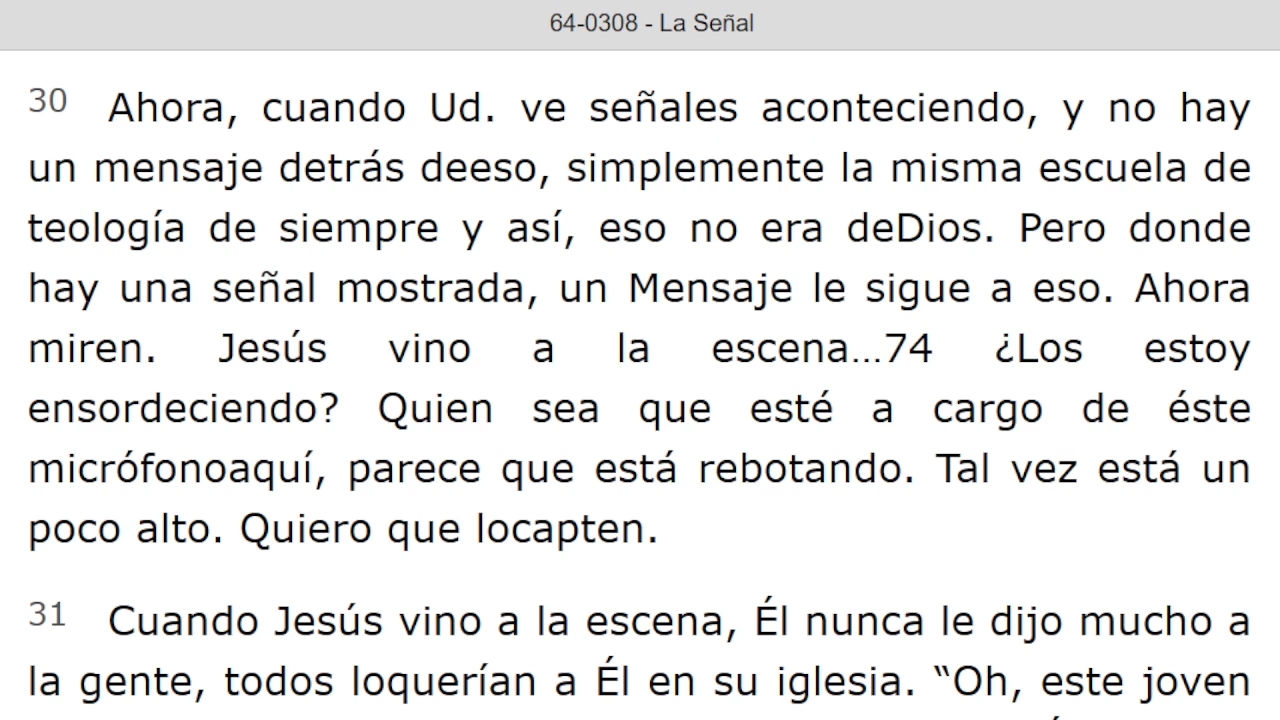 64-0308 - La Señal
30 Ahora, cuando Ud. ve señales aconteciendo, y no hay
un mensaje detrás deeso, simplemente la misma escuela de
teología de siempre y así, eso no era deDios. Pero donde
hay una señal mostrada, un Mensaje le sigue a eso. Ahora
miren. Jesús vino a la escena...74 ¿Los estoy
ensordeciendo? Quien sea que esté a cargo de éste
micrófonoaquí, parece que está rebotando. Tal vez está un
poco alto. Quiero que locapten.
31 Cuando Jesús vino a la escena, Él nunca le dijo mucho a
la gente, todos loquerían a Él en su iglesia. “Oh, este joven